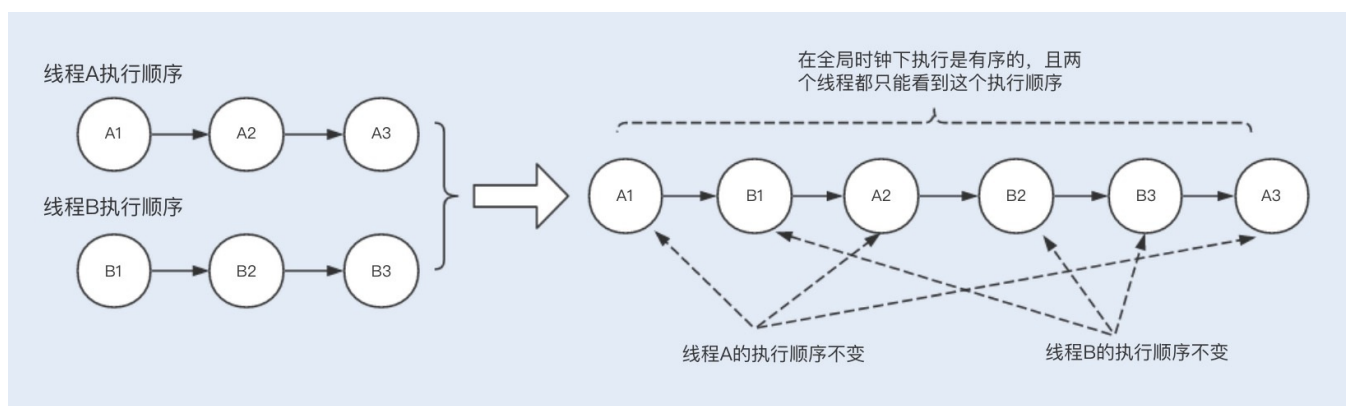 线程A执行顺序
A1
A2
A3
线程B执行顺序
B1
B2
B3
在全局时钟下执行是有序的，且两
个线程都只能看到这个执行顺序
A1
B1
A2
B2
B3
A3
线程A的执行顺序不变
线程B的执行顺序不变